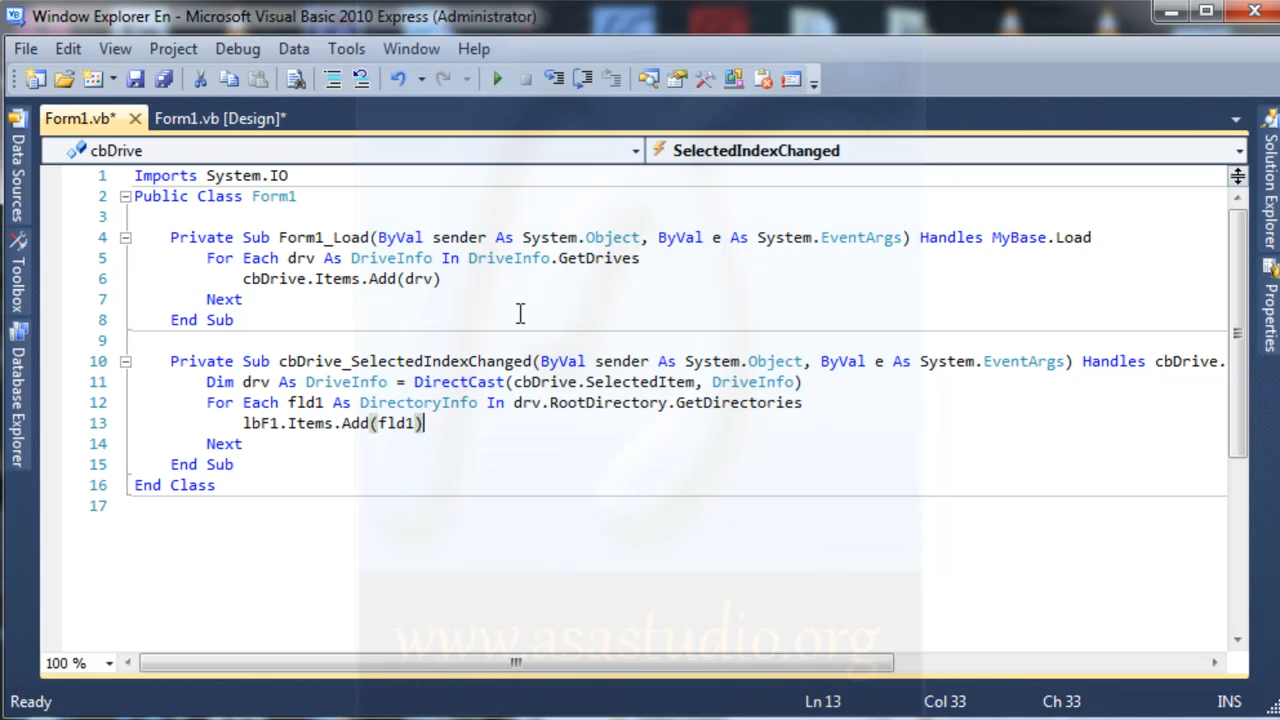 Window Explorer En - Microsoft Visual Basic 2010 Express (Administrator)
File Edit View Project Debug Data Tools Window Help
Form1.vb* Form1.vb [Design]*
cbDrive SelectedIndexChanged
Data Sources
Toolbox
Database Explorer
Solution Explorer
Properties
1 Imports System.IO
2 Public Class Form1
3
4 Private Sub Form1_Load(ByVal sender As System.Object, ByVal e As System.EventArgs) Handles MyBase.Load
5 For Each drv As DriveInfo In DriveInfo.GetDrives
6 cbDrive.Items.Add(drv)
7 Next
8 End Sub
9
10 Private Sub cbDrive_SelectedIndexChanged(ByVal sender As System.Object, ByVal e As System.EventArgs) Handles cbDrive.
11 Dim drv As DriveInfo = DirectCast(cbDrive.SelectedItem, DriveInfo)
12 For Each fld1 As DirectoryInfo In drv.RootDirectory.GetDirectories
13 lbF1.Items.Add(fld1)
14 Next
15 End Sub
16 End Class
17
www.asastudio.org
100 %
Ready Ln 13 Col 33 Ch 33 INS